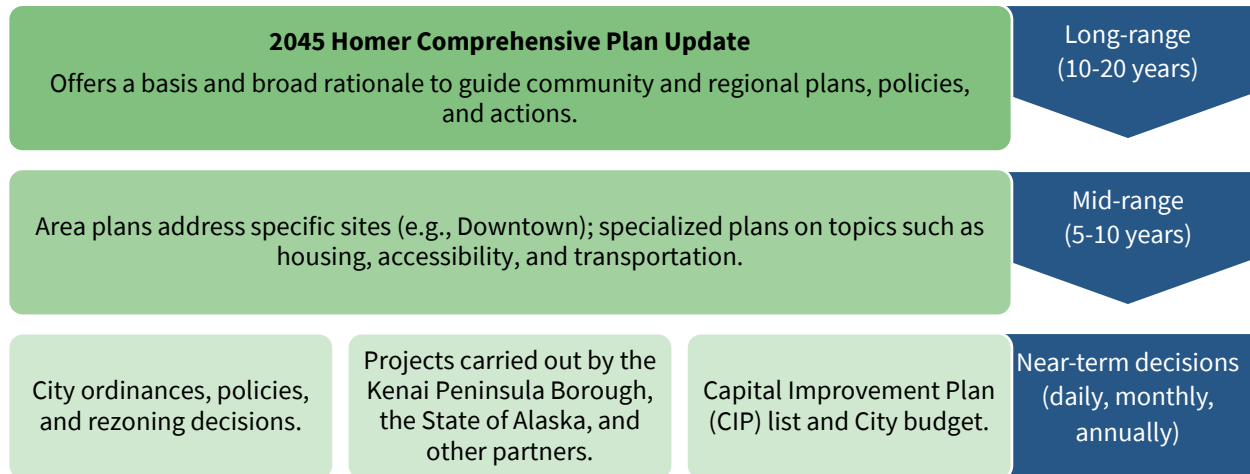 2045 Homer Comprehensive Plan Update
Offers a basis and broad rationale to guide community and regional plans, policies,
and actions.
Long-range
(10-20 years)
Area plans address specific sites (e.g., Downtown); specialized plans on topics such as
housing, accessibility, and transportation.
Mid-range
(5-10 years)
City ordinances, policies,
and rezoning decisions.
Projects carried out by the
Kenai Peninsula Borough,
the State of Alaska, and
other partners.
Capital Improvement Plan
(CIP) list and City budget.
Near-term decisions
(daily, monthly,
annually)